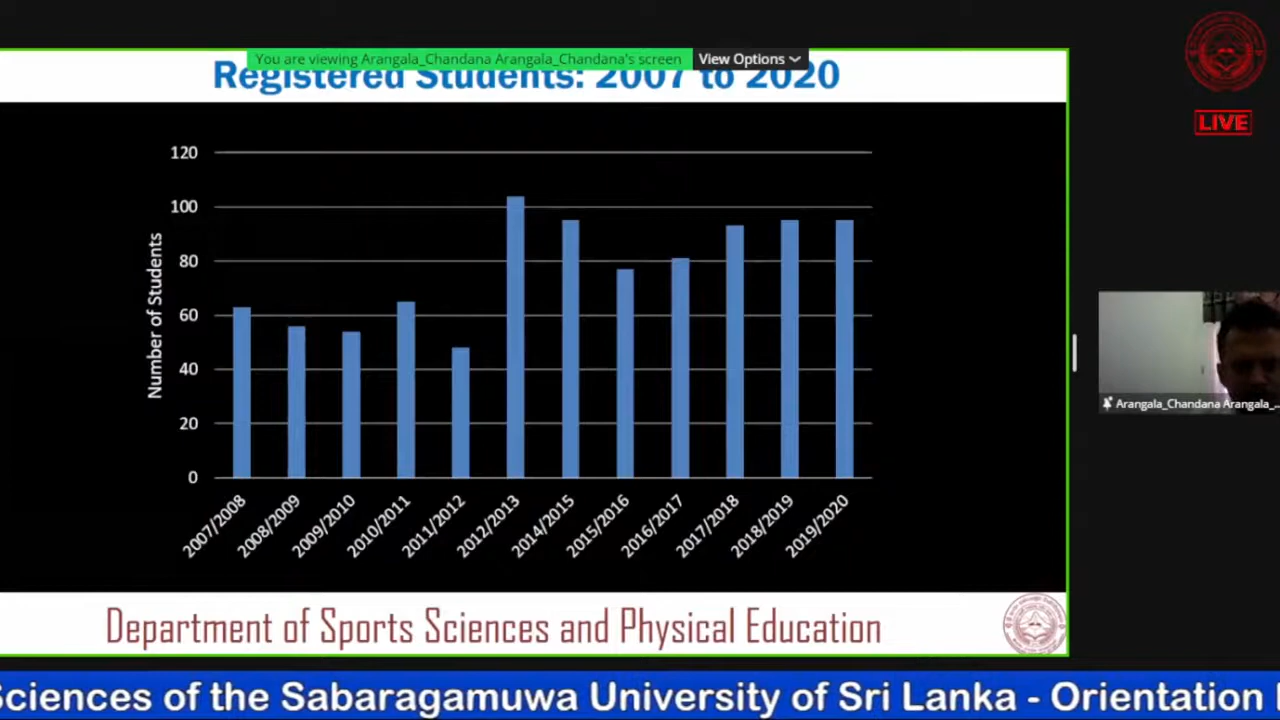 You are viewing Arangala_Chandana Arangala_Chandana's screen
View Options
Registered Students: 2007 to 2020
LIVE
Number of Students
120
100
80
60
40
20
0
2007/2008
2008/2009
2009/2010
2010/2011
2011/2012
2012/2013
2014/2015
2015/2016
2016/2017
2017/2018
2018/2019
2019/2020
Arangala_Chandana Arangala_...
Department of Sports Sciences and Physical Education
Sciences of the Sabaragamuwa University of Sri Lanka - Orientation